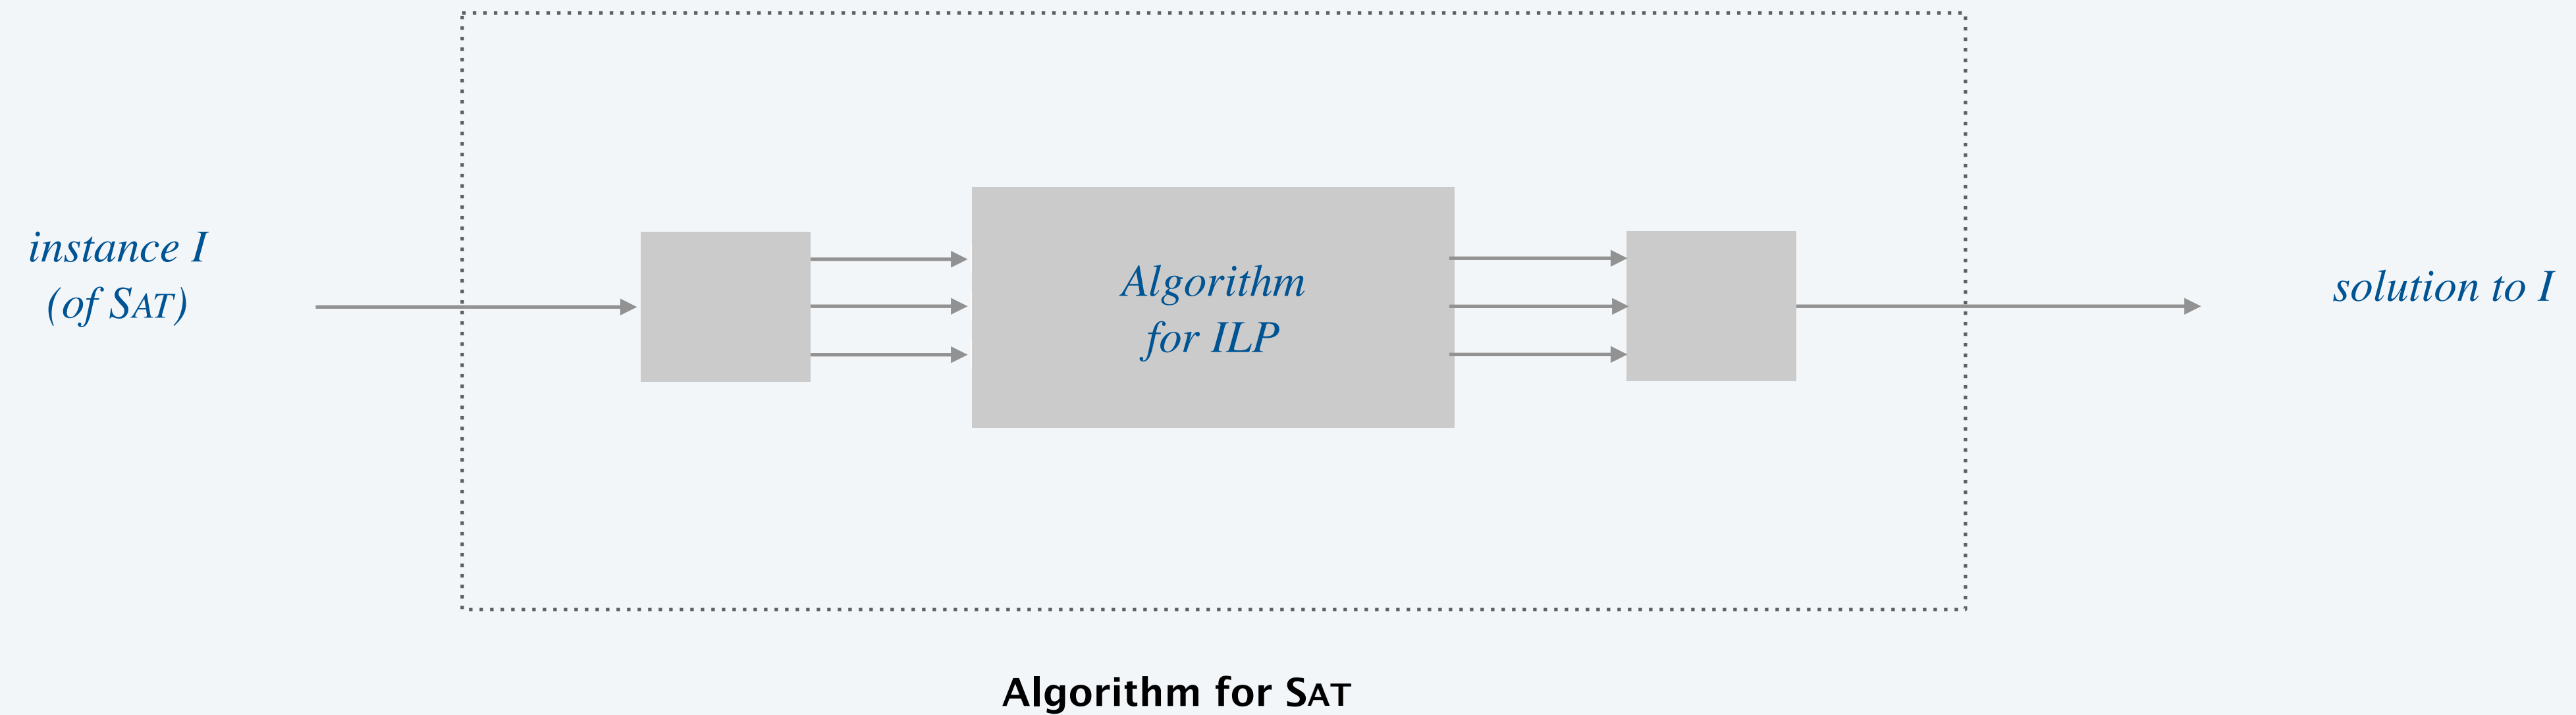 instance I
(of SAT)
Algorithm
for ILP
solution to I
Algorithm for SAT